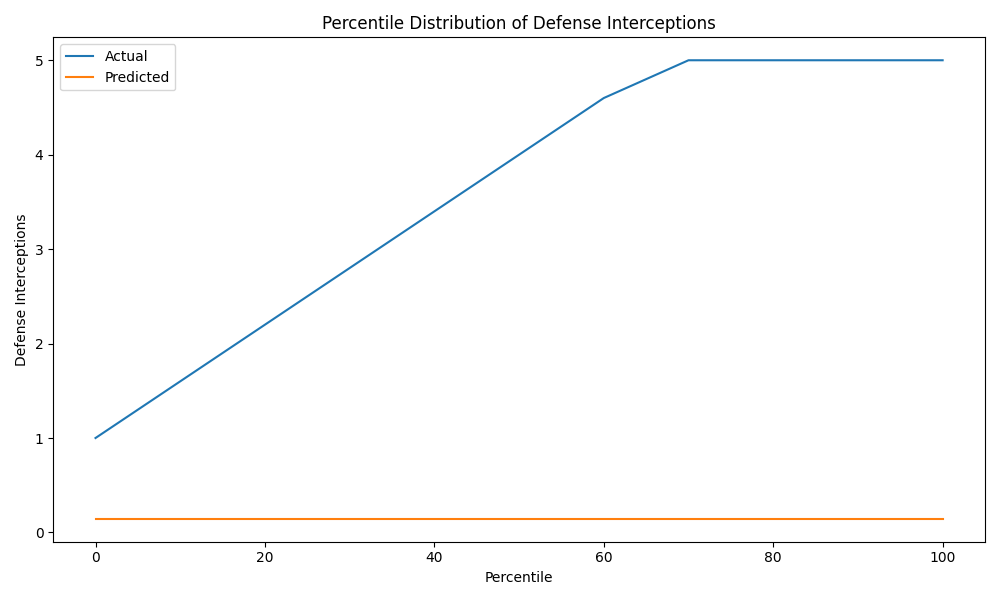 Percentile Distribution of Defense Interceptions
Actual
Predicted
5
4
3
2
1
0
Defense Interceptions
0 20 40 60 80 100
Percentile